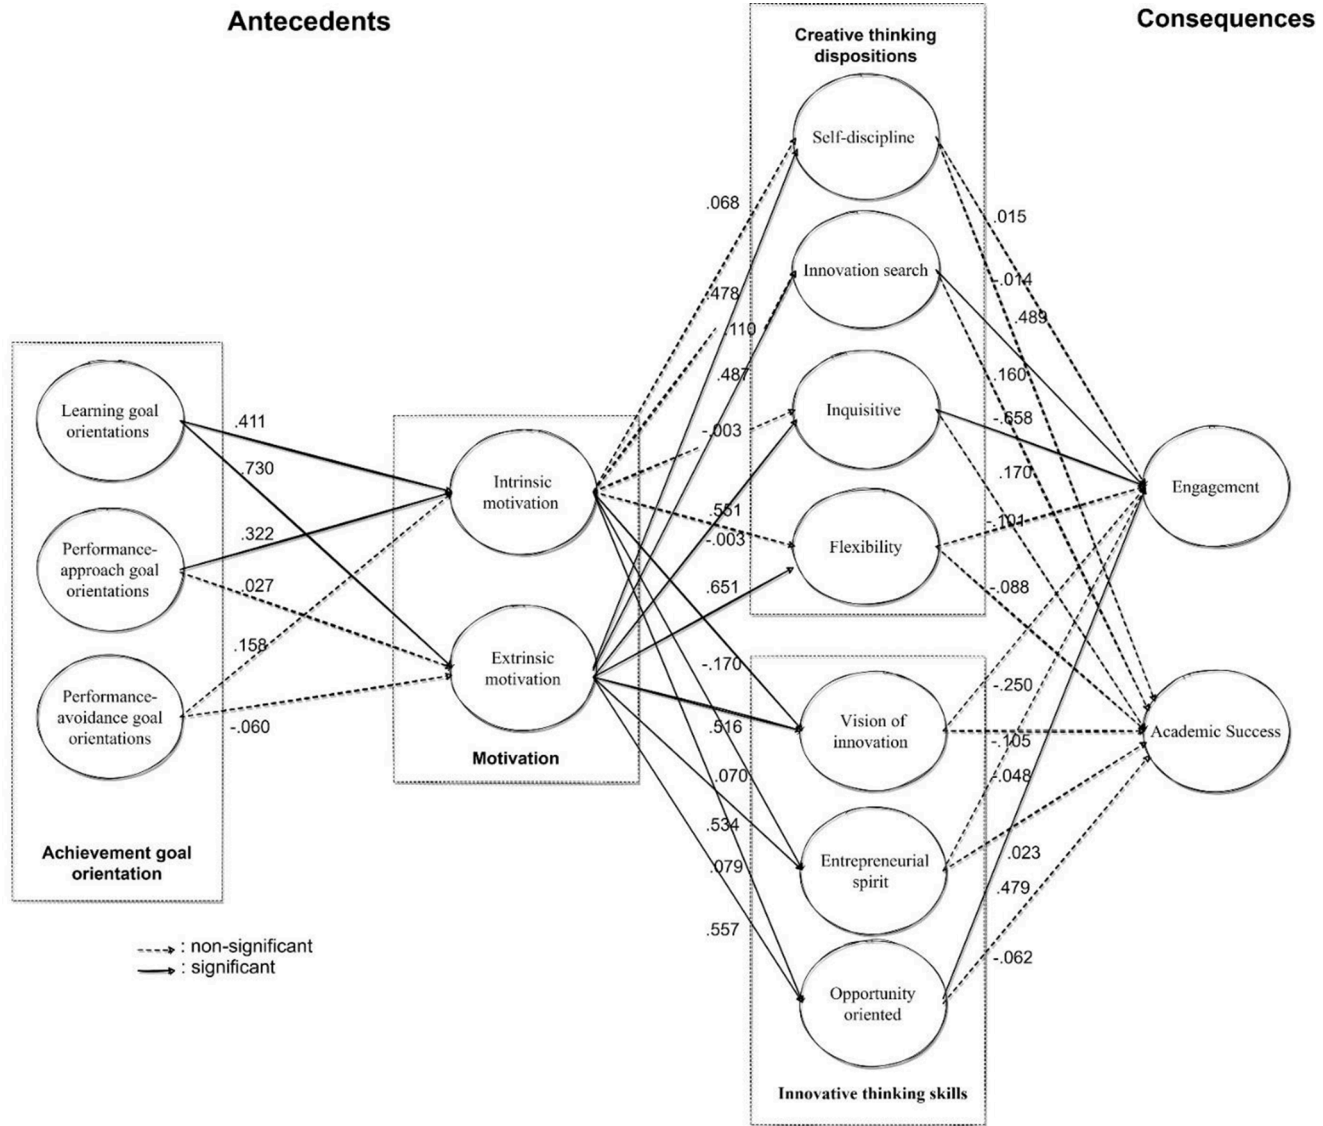 Antecedents
Consequences
Creative thinking
dispositions
Self-discipline
Innovation search
Inquisitive
Flexibility
Learning goal
orientations
Performance-
approach goal
orientations
Performance-
avoidance goal
orientations
Achievement goal
orientation
.411
.730
.322
.027
.158
-.060
Intrinsic
motivation
Extrinsic
motivation
Motivation
.068
.478
.110
.487
-.003
.551
-.003
.651
-.170
.516
.070
.534
.079
.557
Vision of
innovation
Entrepreneurial
spirit
Opportunity
oriented
Innovative thinking skills
.015
-.014
.489
.160
-.658
.170
-.101
-.088
-.250
-.105
-.048
.023
.479
-.062
Engagement
Academic Success
: non-significant
: significant